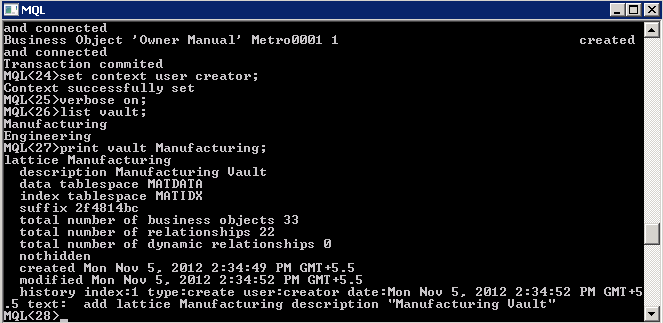 MQL
and connected
Business Object 'Owner Manual' Metro0001 1 created
and connected
Transaction commited
MQL<24>set context user creator;
Context successfully set
MQL<25>verbose on;
MQL<26>list vault;
Manufacturing
Engineering
MQL<27>print vault Manufacturing;
lattice Manufacturing
description Manufacturing Vault
data tablespace MATDATA
index tablespace MATIDX
suffix 2f4814bc
total number of business objects 33
total number of relationships 22
total number of dynamic relationships 0
nothidden
created Mon Nov 5, 2012 2:34:49 PM GMT+5.5
modified Mon Nov 5, 2012 2:34:52 PM GMT+5.5
history index:1 type:create user:creator date:Mon Nov 5, 2012 2:34:52 PM GMT+5
.5 text:  add lattice Manufacturing description "Manufacturing Vault"
MQL<28>_